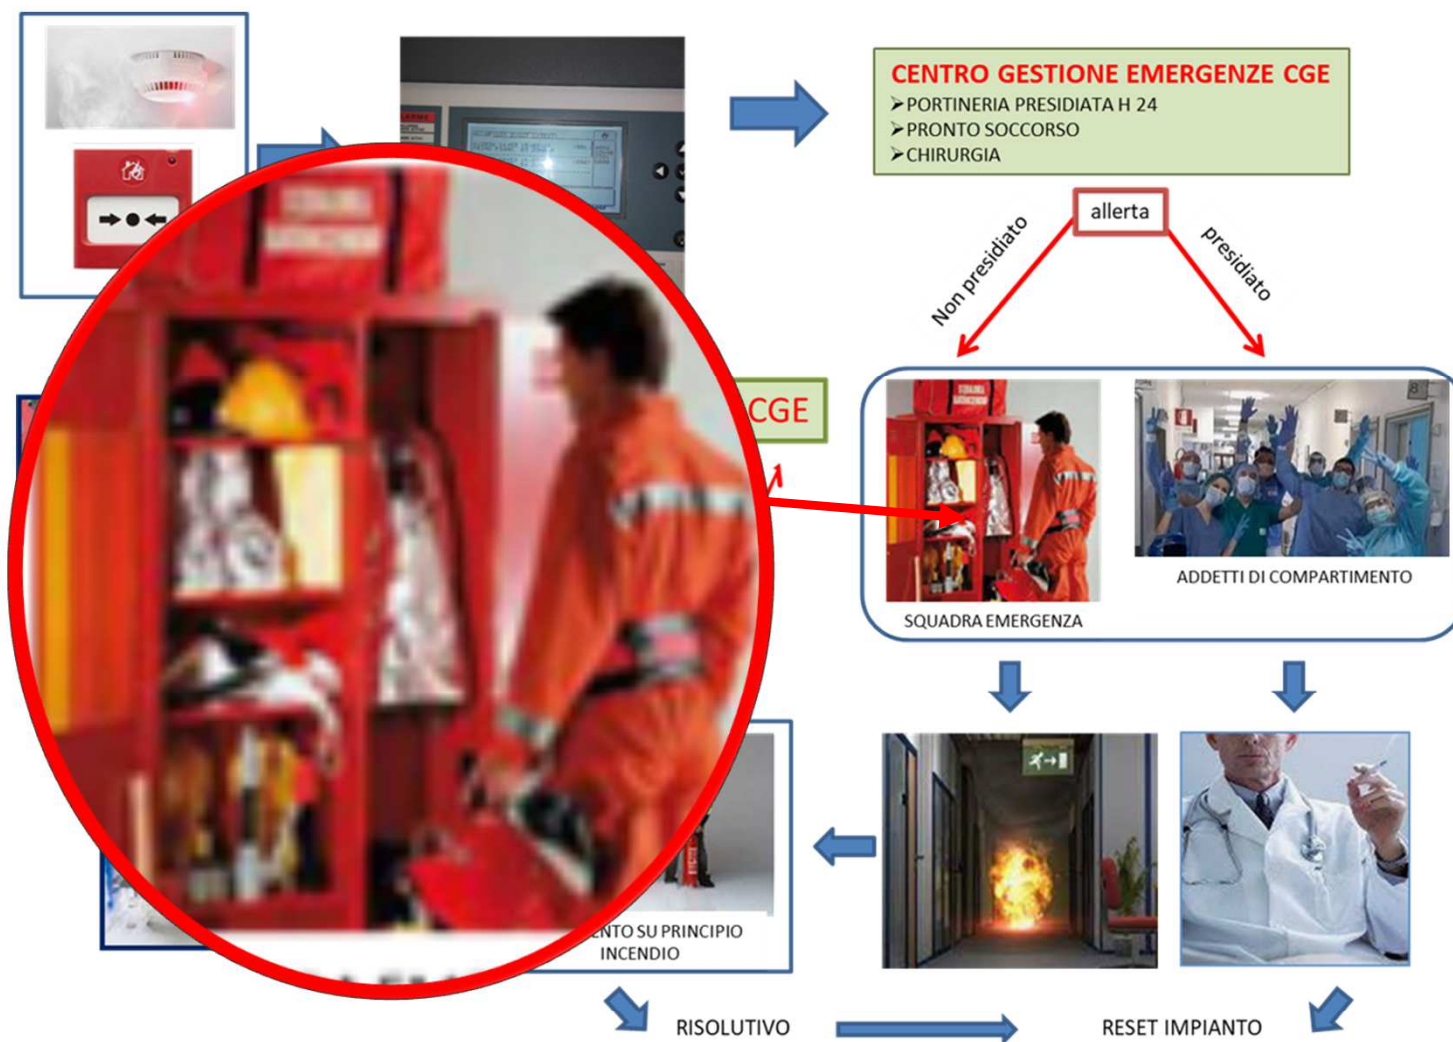 CENTRO GESTIONE EMERGENZE CGE
➢PORTINERIA PRESIDIATA H 24
➢PRONTO SOCCORSO
➢CHIRURGIA
allerta
Non presidiato
presidiato
CGE
SQUADRA EMERGENZA
ADDETTI DI COMPARTIMENTO
ENTO SU PRINCIPIO
INCENDIO
RISOLUTIVO
RESET IMPIANTO